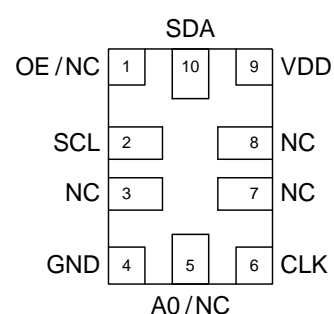 SDA
OE/NC 1 10 9 VDD
SCL 2 8 NC
NC 3 7 NC
GND 4 5 6 CLK
A0/NC